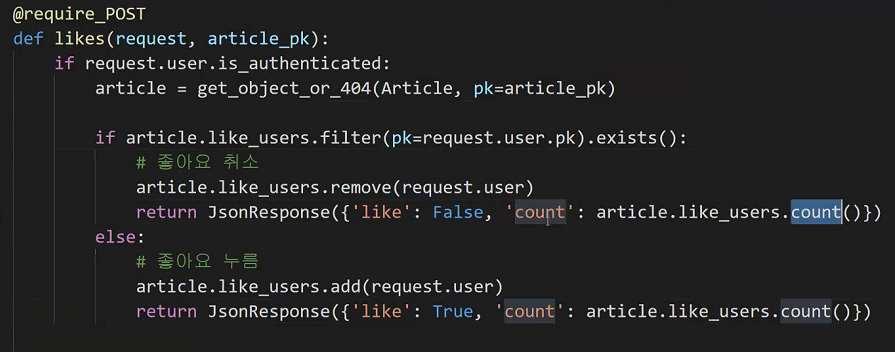 @require_POST
def likes(request, article_pk):
    if request.user.is_authenticated:
        article = get_object_or_404(Article, pk=article_pk)
        if article.like_users.filter(pk=request.user.pk).exists():
            # 좋아요 취소
            article.like_users.remove(request.user)
            return JsonResponse({'like': False, 'count': article.like_users.count()})
        else:
            # 좋아요 누름
            article.like_users.add(request.user)
            return JsonResponse({'like': True, 'count': article.like_users.count()})